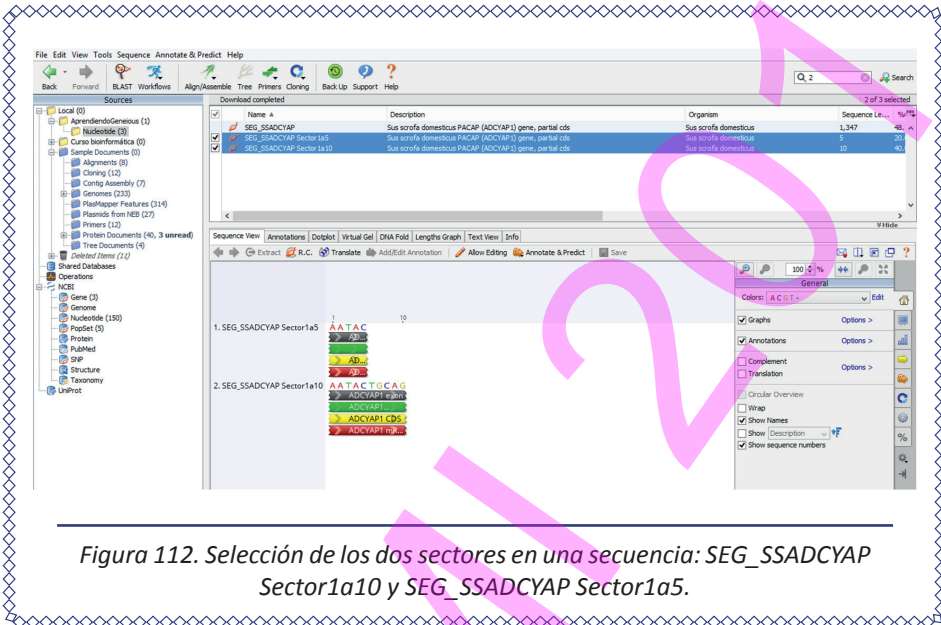 File Edit View Tools Sequence Annotate & Predict Help
Back Forward BLAST Workflows Align/Assemble Tree Primers Cloning Back Up Support Help
2 Search
Sources
Download completed 2 of 3 selected
Name Description Organism Sequence Le... %
SEG_SSADCYAP Sus scrofa domesticus PACAP (ADCYAP1) gene, partial cds Sus scrofa domesticus 1,347 48.
SEG_SSADCYAP Sector1a5 Sus scrofa domesticus PACAP (ADCYAP1) gene, partial cds Sus scrofa domesticus 5 20.
SEG_SSADCYAP Sector1a10 Sus scrofa domesticus PACAP (ADCYAP1) gene, partial cds Sus scrofa domesticus 10 40.
Local (0)
AprendiendoGeneious (1)
Nucleotide (3)
Curso bioinformática (0)
Sample Documents (0)
Alignments (8)
Cloning (12)
Contig Assembly (7)
Genomes (233)
PlasMapper Features (314)
Plasmids from NEB (27)
Primers (12)
Protein Documents (40, 3 unread)
Tree Documents (4)
Deleted Items (12)
Shared Databases
Operations
NCBI
Gene (3)
Genome
Nucleotide (150)
PopSet (5)
Protein
PubMed
SNP
Structure
Taxonomy
UniProt
Hide
Sequence View Annotations Dotplot Virtual Gel DNA Fold Lengths Graph Text View Info
Extract R.C. Translate Add/Edit Annotation Allow Editing Annotate & Predict Save
100 %
General
Colors: A C G T - Edit
Graphs Options >
Annotations Options >
Complement
Translation
Options >
Circular Overview
Wrap
Show Names
Show Description
Show sequence numbers
%
1 10
1. SEG_SSADCYAP Sector1a5 A A T A C
AD...
AD...
AD...
2. SEG_SSADCYAP Sector1a10 A A T A C T G C A G
ADCYAP1 exon
ADCYAP1...
ADCYAP1 CDS
ADCYAP1 mR...
Figura 112. Selección de los dos sectores en una secuencia: SEG_SSADCYAP
Sector1a10 y SEG_SSADCYAP Sector1a5.